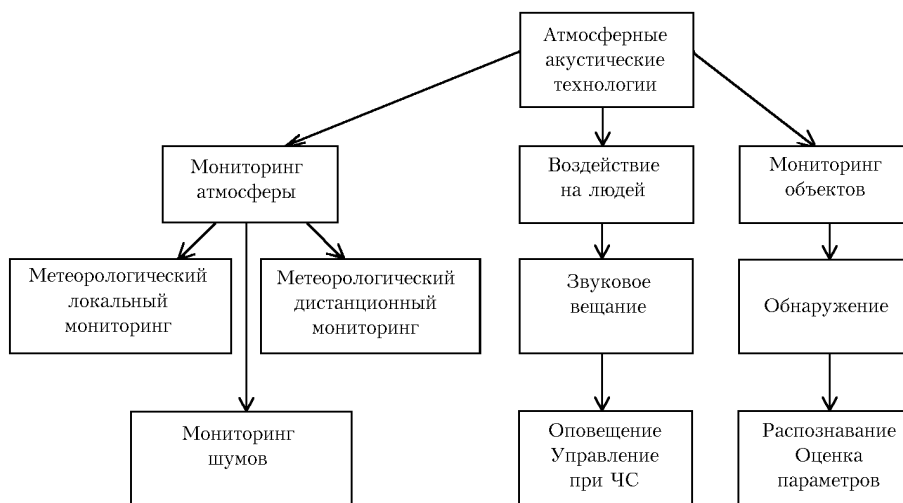 Атмосферные
акустические
технологии
Мониторинг
атмосферы
Воздействие
на людей
Мониторинг
объектов
Метеорологический
локальный
мониторинг
Метеорологический
дистанционный
мониторинг
Звуковое
вещание
Обнаружение
Мониторинг
шумов
Оповещение
Управление
при ЧС
Распознавание
Оценка
параметров